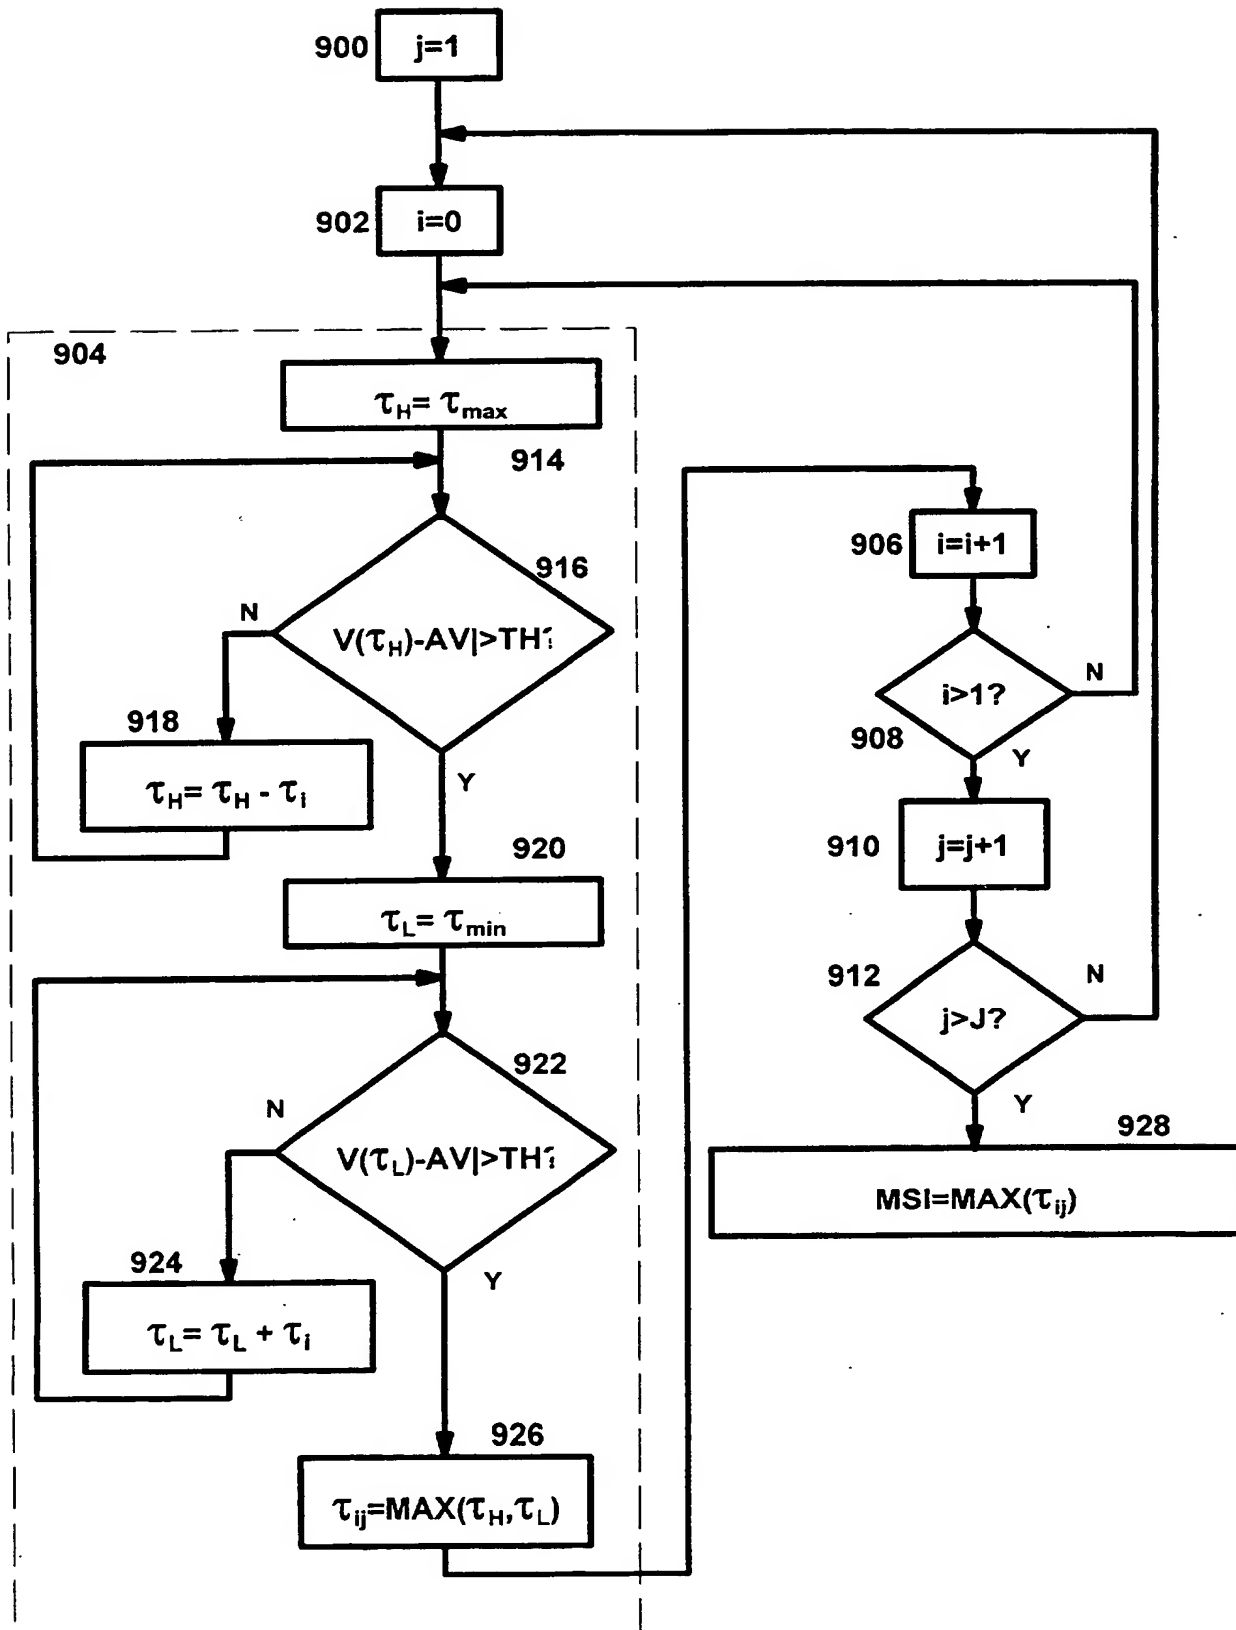 900
j=1
902
i=0
904
τH= τmax
914
916
N
V(τH)-AV|>TH
918
Y
τH= τH - τi
920
τL= τmin
922
N
V(τL)-AV|>TH
924
Y
τL= τL + τi
926
τij=MAX(τH,τL)
906
i=i+1
N
i>1?
908
Y
910
j=j+1
912
N
j>J?
Y
928
MSI=MAX(τij)